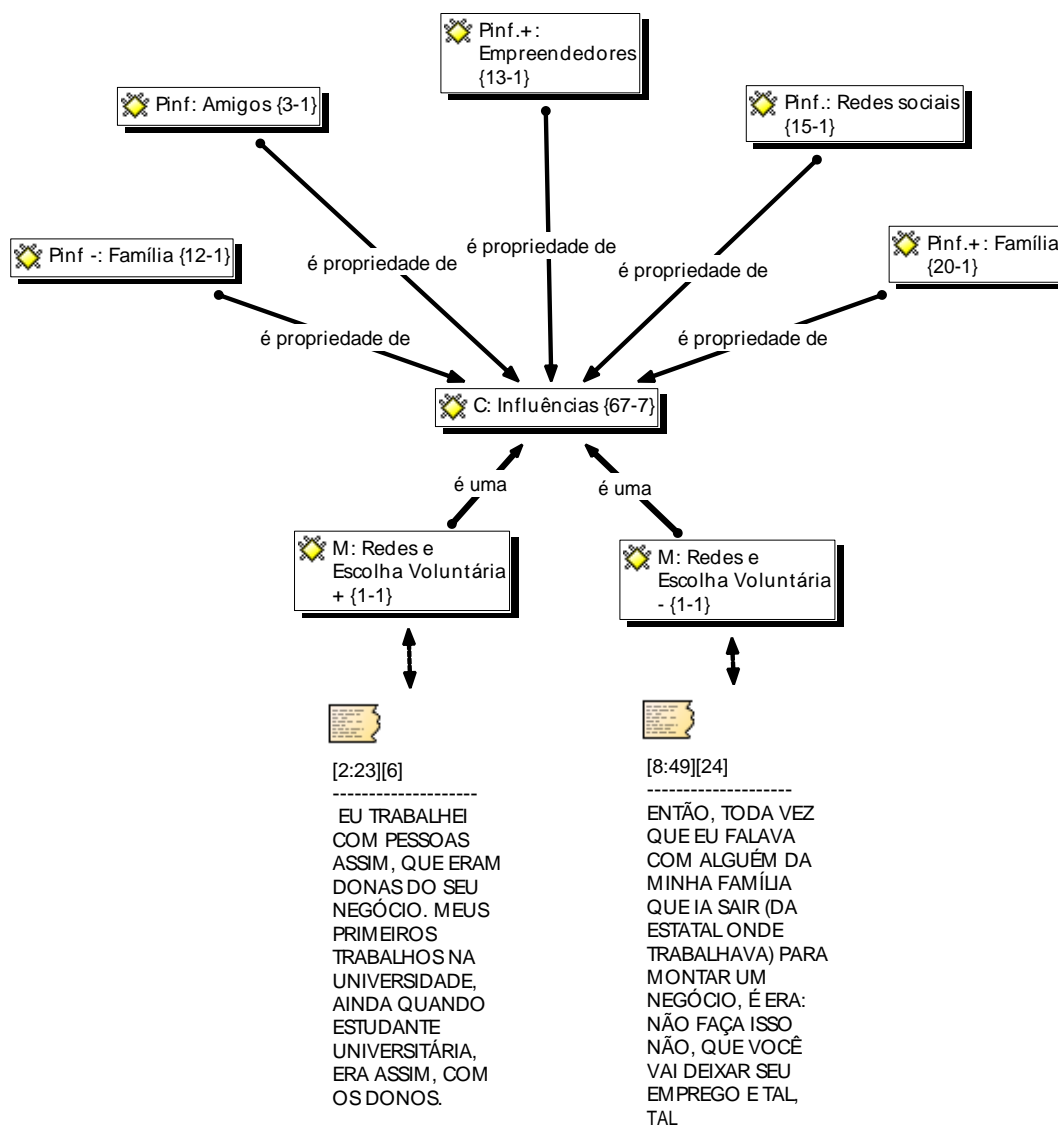 Pinf.+:
Empreendedores
{13-1}
Pinf: Amigos {3-1}
Pinf.: Redes sociais
{15-1}
Pinf -: Família {12-1}
Pinf.+: Família
{20-1}
é propriedade de
é propriedade de
é propriedade de
é propriedade de
é propriedade de
C: Influências {67-7}
é uma
é uma
M: Redes e
Escolha Voluntária
+ {1-1}
M: Redes e
Escolha Voluntária
- {1-1}
[2:23][6]
--------------------
EU TRABALHEI
COM PESSOAS
ASSIM, QUE ERAM
DONAS DO SEU
NEGÓCIO. MEUS
PRIMEIROS
TRABALHOS NA
UNIVERSIDADE,
AINDA QUANDO
ESTUDANTE
UNIVERSITÁRIA,
ERA ASSIM, COM
OS DONOS.
[8:49][24]
--------------------
ENTÃO, TODA VEZ
QUE EU FALAVA
COM ALGUÉM DA
MINHA FAMÍLIA
QUE IA SAIR (DA
ESTATAL ONDE
TRABALHAVA) PARA
MONTAR UM
NEGÓCIO, É ERA:
NÃO FAÇA ISSO
NÃO, QUE VOCÊ
VAI DEIXAR SEU
EMPREGO E TAL,
TAL